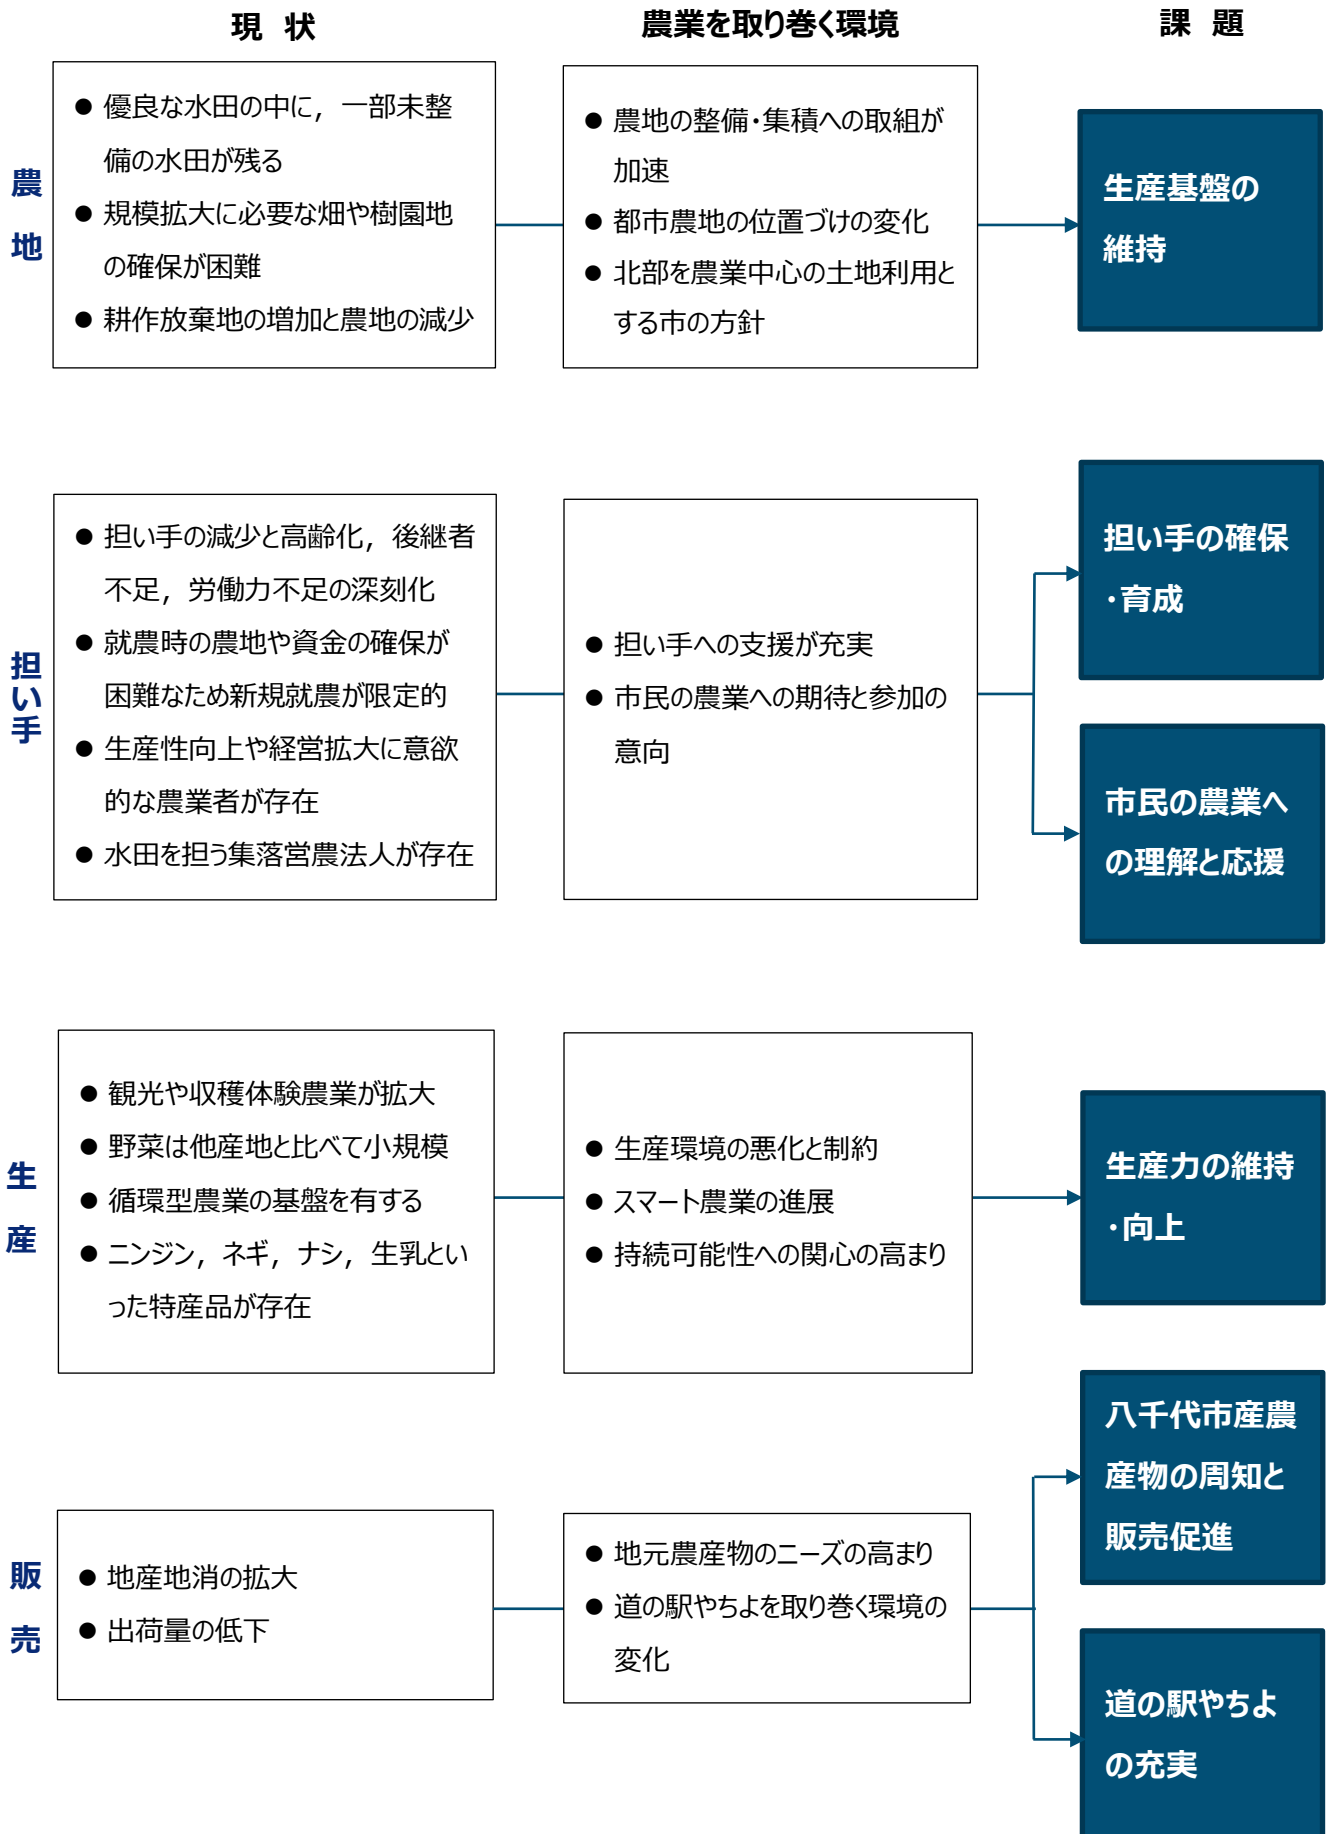 現 状
農業を取り巻く環境
課 題
農
地
● 優良な水田の中に，一部未整
備の水田が残る
● 規模拡大に必要な畑や樹園地
の確保が困難
● 耕作放棄地の増加と農地の減少
● 農地の整備・集積への取組が
加速
● 都市農地の位置づけの変化
● 北部を農業中心の土地利用と
する市の方針
生産基盤の
維持
担
い
手
● 担い手の減少と高齢化，後継者
不足，労働力不足の深刻化
● 就農時の農地や資金の確保が
困難なため新規就農が限定的
● 生産性向上や経営拡大に意欲
的な農業者が存在
● 水田を担う集落営農法人が存在
● 担い手への支援が充実
● 市民の農業への期待と参加の
意向
担い手の確保
・育成
市民の農業へ
の理解と応援
生
産
● 観光や収穫体験農業が拡大
● 野菜は他産地と比べて小規模
● 循環型農業の基盤を有する
● ニンジン，ネギ，ナシ，生乳とい
った特産品が存在
● 生産環境の悪化と制約
● スマート農業の進展
● 持続可能性への関心の高まり
生産力の維持
・向上
販
売
● 地産地消の拡大
● 出荷量の低下
● 地元農産物のニーズの高まり
● 道の駅やちよを取り巻く環境の
変化
八千代市産農
産物の周知と
販売促進
道の駅やちよ
の充実